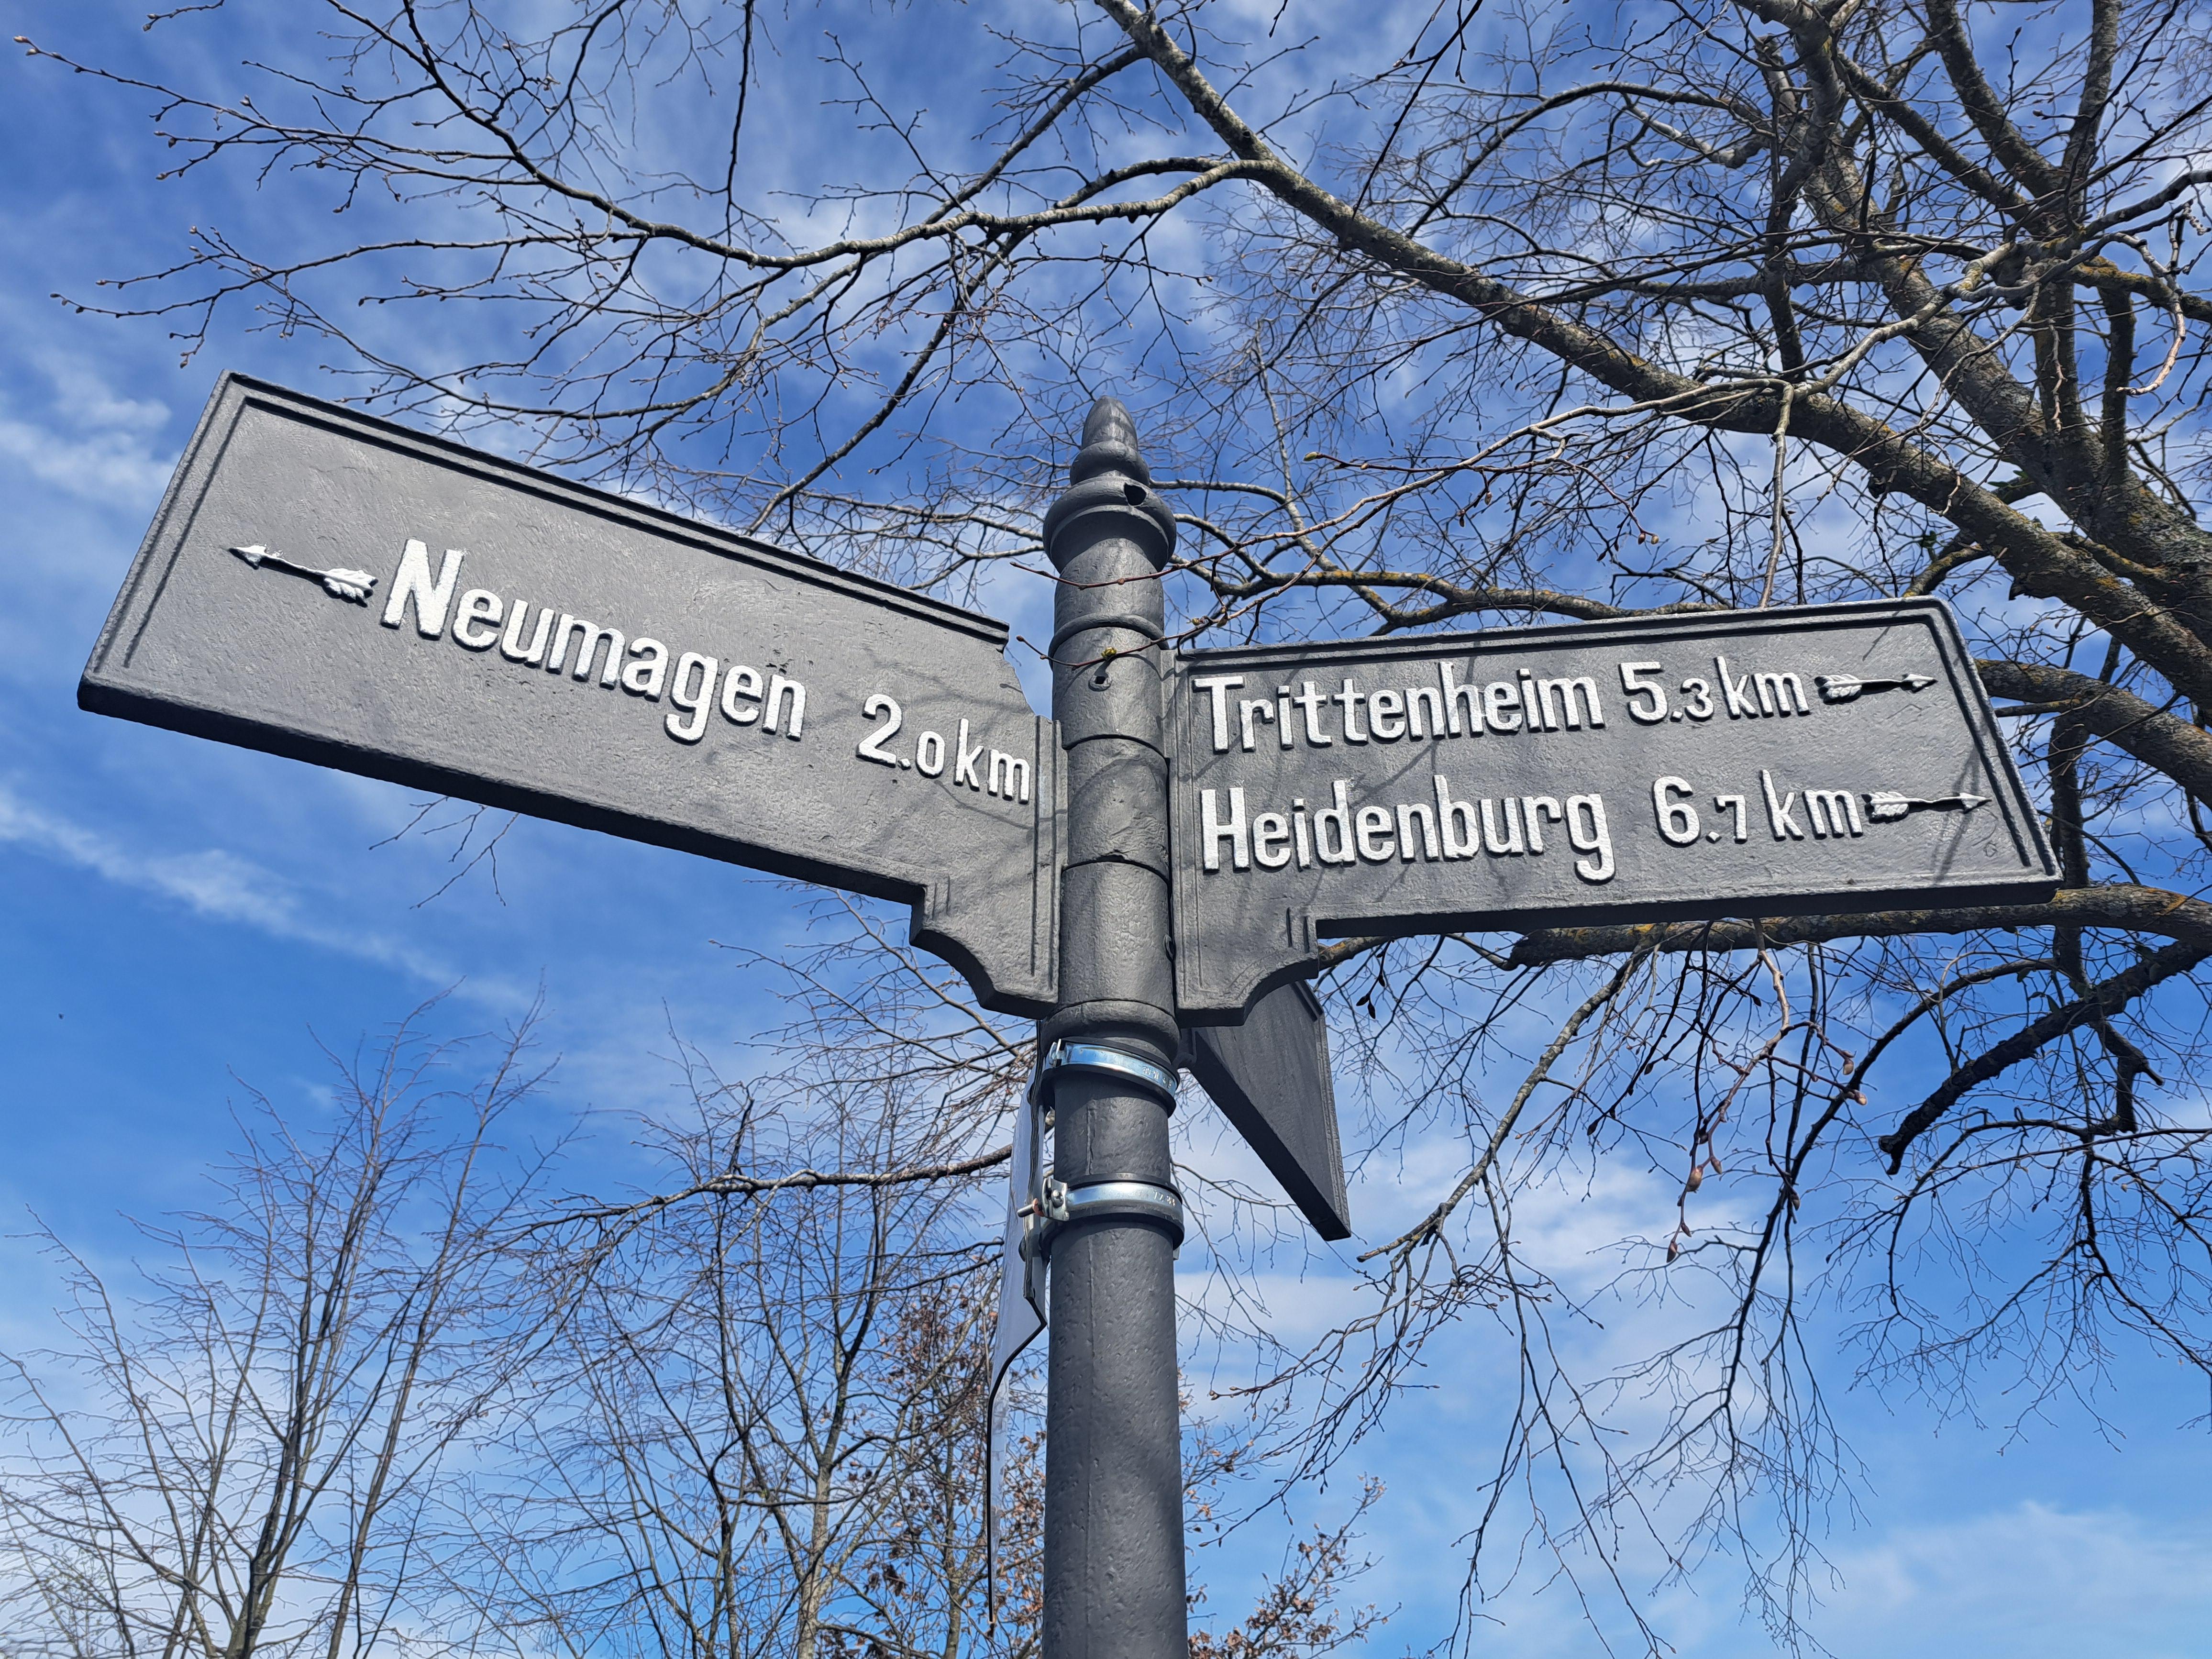 Neumagen 2.0 km
Trittenheim 5.3 km
Heidenburg 6.7 km